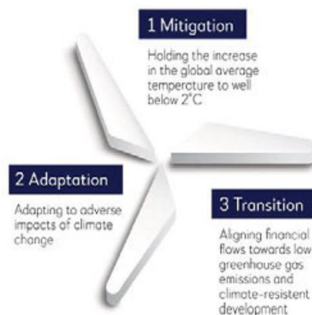 1 Mitigation
Holding the increase
in the global average
temperature to well
below 2°C
2 Adaptation
Adapting to adverse
impacts of climate
change
3 Transition
Aligning financial
flows towards low
greenhouse gas
emissions and
climate-resistent
development